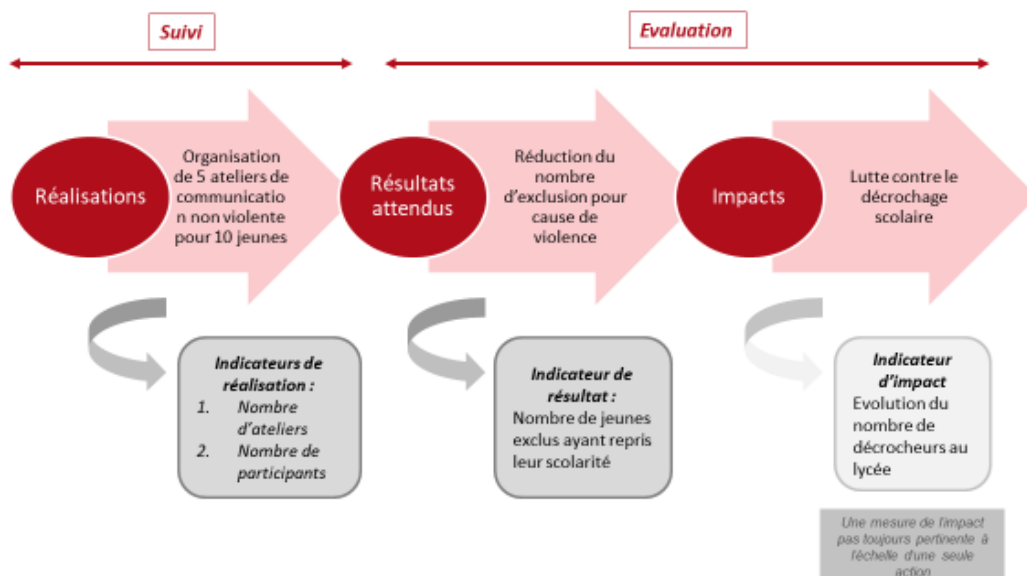 Suivi
Evaluation
Réalisations
Organisation
de 5 ateliers de
communicatio
n non violente
pour 10 jeunes
Résultats
attendus
Réduction du
nombre
d'exclusion pour
cause de
violence
Impacts
Lutte contre le
décrochage
scolaire
Indicateurs de
réalisation :
1. Nombre
d'ateliers
2. Nombre de
participants
Indicateur de
résultat :
Nombre de jeunes
exclus ayant repris
leur scolarité
Indicateur
d'impact
Evolution du
nombre de
décrocheurs au
lycée
Une mesure de l'impact
pas toujours pertinente à
l'échelle d'une seule
action